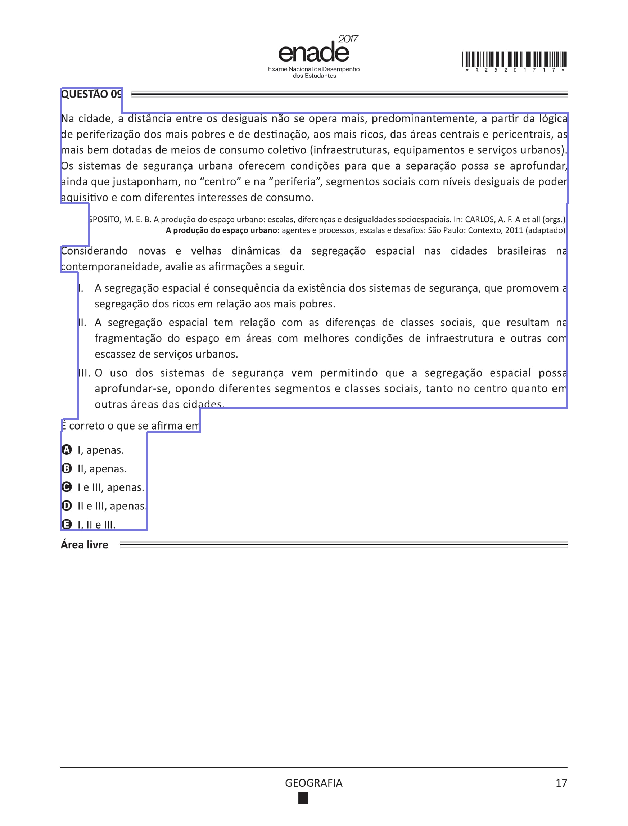 2017
enade
Exame Nacional de Desempenho
dos Estudantes
*R2520171 7*
QUESTÃO 09
Na cidade, a distância entre os desiguais não se opera mais, predominantemente, a partir da lógica
de periferização dos mais pobres e de destinação, aos mais ricos, das áreas centrais e pericentrais, as
mais bem dotadas de meios de consumo coletivo (infraestruturas, equipamentos e serviços urbanos).
Os sistemas de segurança urbana oferecem condições para que a separação possa se aprofundar,
ainda que justaponham, no "centro" e na "periferia", segmentos sociais com níveis desiguais de poder
aquisitivo e com diferentes interesses de consumo.
SPOSITO, M. E. B. A produção do espaço urbano: escalas, diferenças e desigualdades socioespaciais. In: CARLOS, A. F. A et all (orgs.)
A produção do espaço urbano: agentes e processos, escalas e desafios: São Paulo: Contexto, 2011 (adaptado)
Considerando novas e velhas dinâmicas da segregação espacial nas cidades brasileiras na
contemporaneidade, avalie as afirmações a seguir.
I. A segregação espacial é consequência da existência dos sistemas de segurança, que promovem a
segregação dos ricos em relação aos mais pobres.
II. A segregação espacial tem relação com as diferenças de classes sociais, que resultam na
fragmentação do espaço em áreas com melhores condições de infraestrutura e outras com
escassez de serviços urbanos.
III. O uso dos sistemas de segurança vem permitindo que a segregação espacial possa
aprofundar-se, opondo diferentes segmentos e classes sociais, tanto no centro quanto em
outras áreas das cidades.
É correto o que se afirma em
A I, apenas.
B II, apenas.
C I e III, apenas.
D II e III, apenas.
E I, II e III.
Área livre
GEOGRAFIA
17